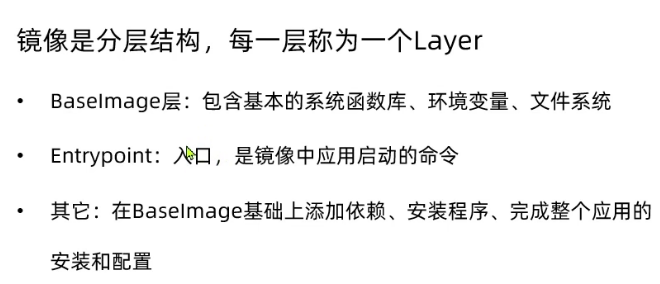 镜像是分层结构，每一层称为一个Layer
• BaseImage层：包含基本的系统函数库、环境变量、文件系统
• Entrypoint：入口，是镜像中应用启动的命令
• 其它：在BaseImage基础上添加依赖、安装程序、完成整个应用的
安装和配置